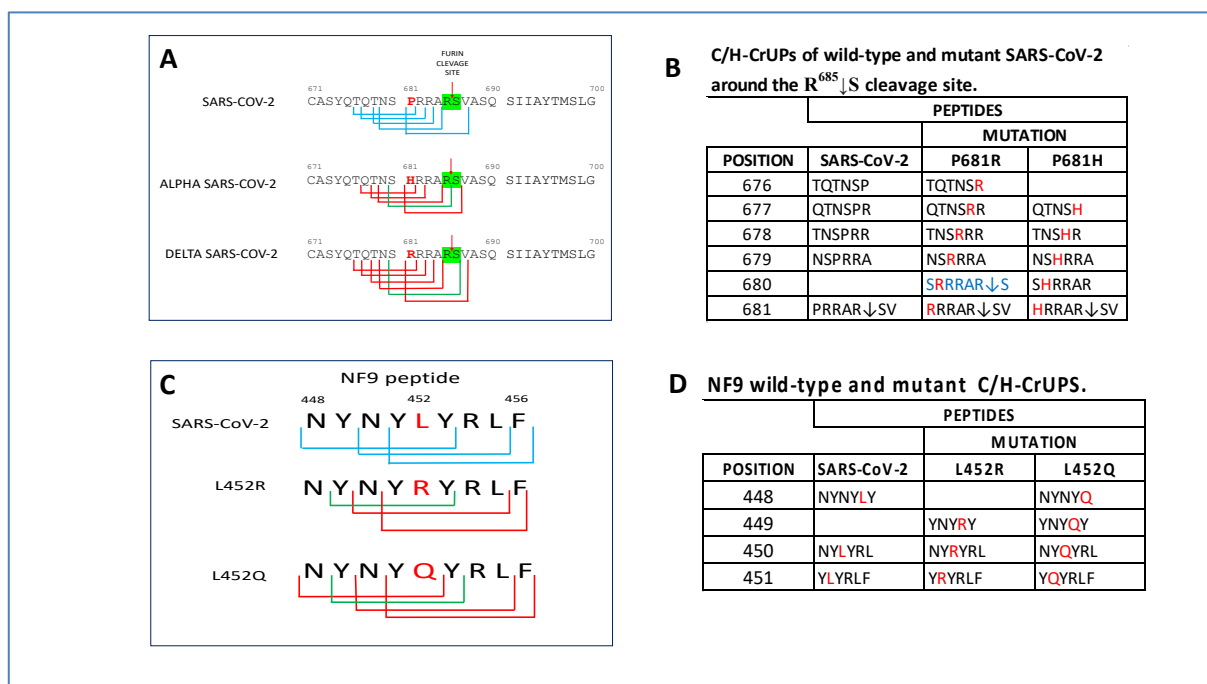 A
FURIN
CLEVAGE
SITE
671 681 690 700
SARS-COV-2 CASYQTQTNS PRRARSVASQ SIIAYTMSLG
671 681 690 700
ALPHA SARS-COV-2 CASYQTQTNS HRRARSVASQ SIIAYTMSLG
671 681 690 700
DELTA SARS-COV-2 CASYQTQTNS RRRARSVASQ SIIAYTMSLG
B
C/H-CrUPs of wild-type and mutant SARS-CoV-2
around the R685↓S cleavage site.
PEPTIDES
MUTATION
POSITION SARS-CoV-2 P681R P681H
676 TQTNSP TQTNSR
677 QTNSPR QTNSRR QTNSH
678 TNSPRR TNSRRR TNSHR
679 NSPRRA NSRRRA NSHRRA
680 SRRRAR↓S SHRRAR
681 PRRAR↓SV RRRAR↓SV HRRAR↓SV
C
NF9 peptide
448 452 456
SARS-CoV-2 N Y N Y L Y R L F
L452R N Y N Y R Y R L F
L452Q N Y N Y Q Y R L F
D
NF9 wild-type and mutant C/H-CrUPS.
PEPTIDES
MUTATION
POSITION SARS-CoV-2 L452R L452Q
448 NYNYLY NYNYQ
449 YNYRY YNYQY
450 NYLYRL NYRYRL NYQYRL
451 YLYRLF YRYRLF YQYRLF